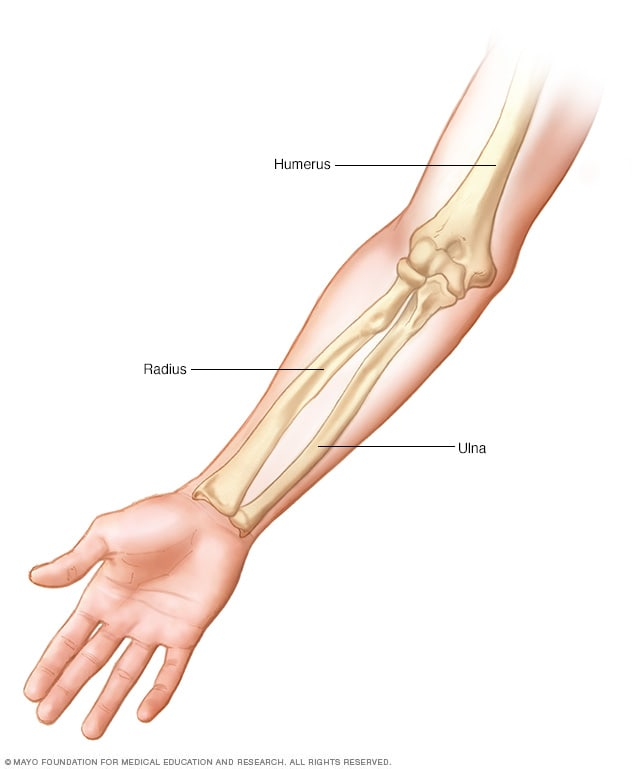 Humerus
Radius
Ulna
© MAYO FOUNDATION FOR MEDICAL EDUCATION AND RESEARCH. ALL RIGHTS RESERVED.